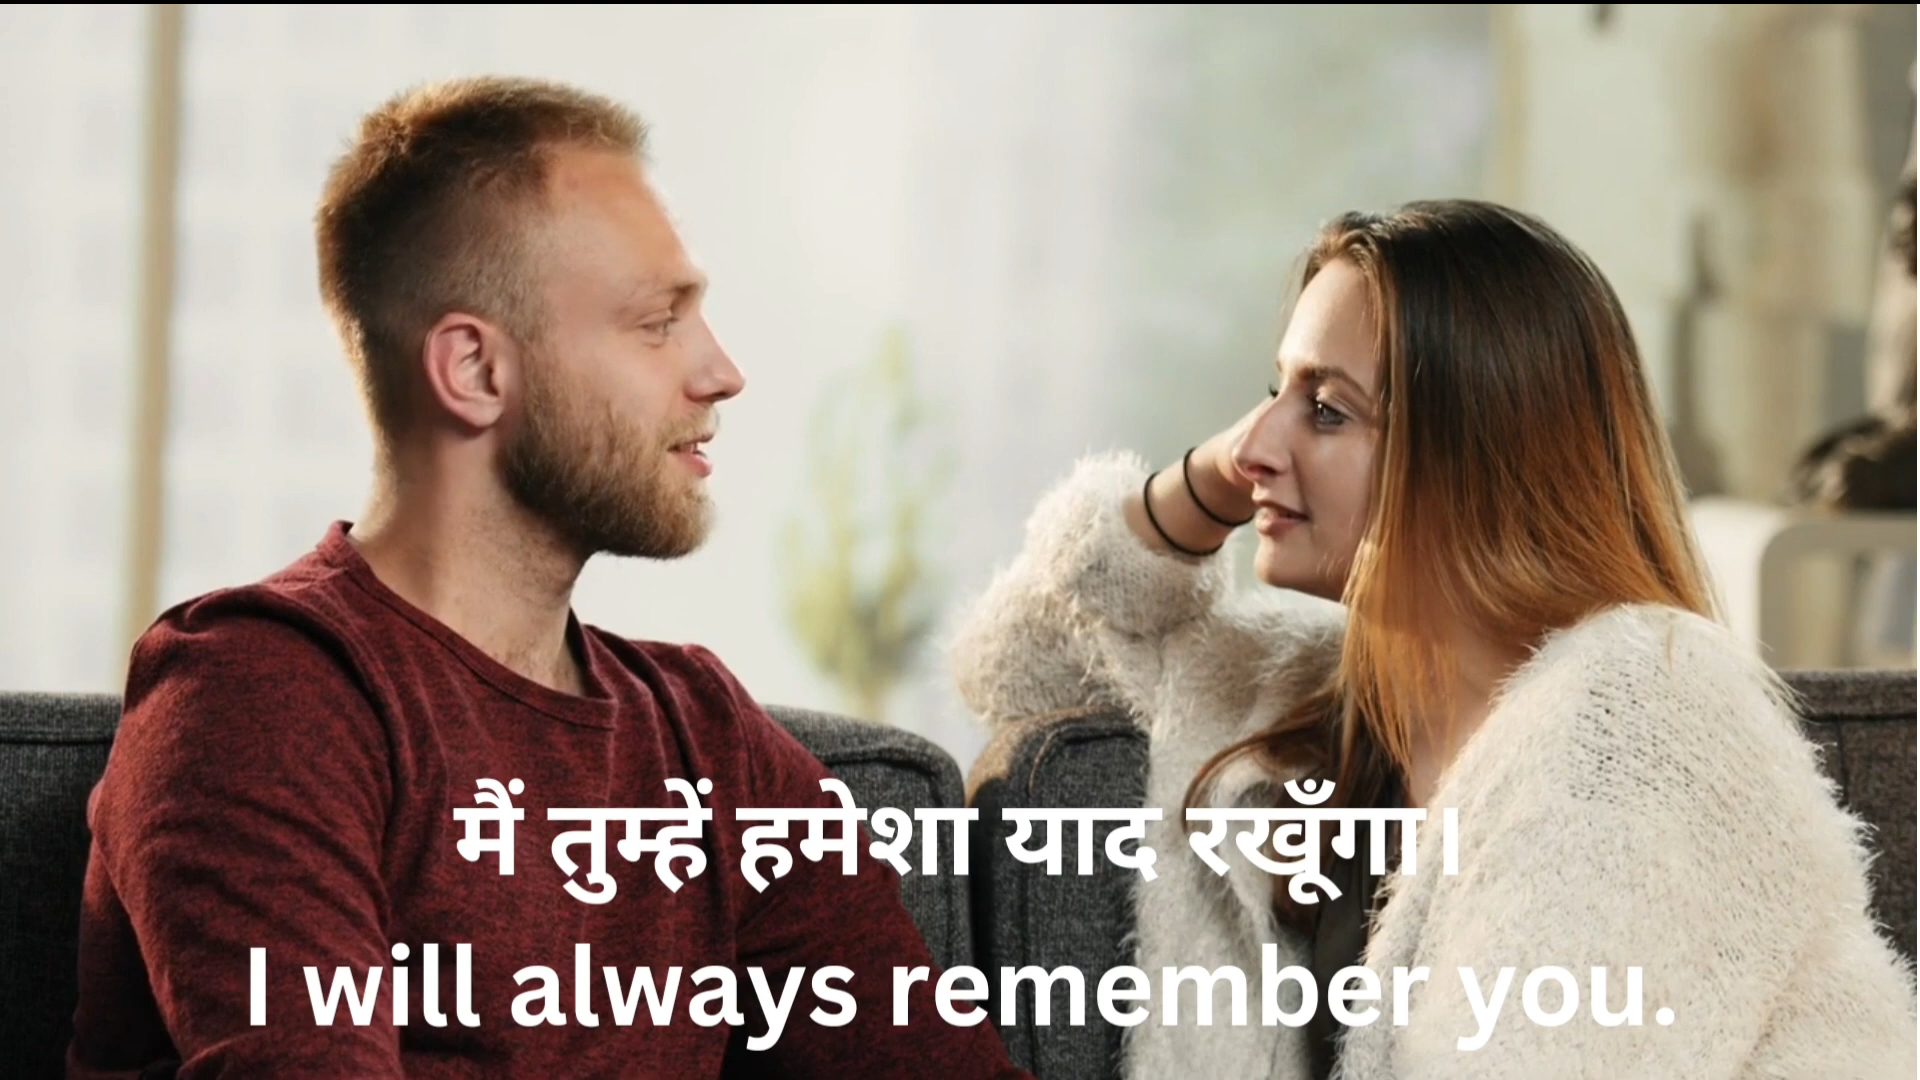 मैं तुम्हें हमेशा याद रखूँगा।
I will always remember you.